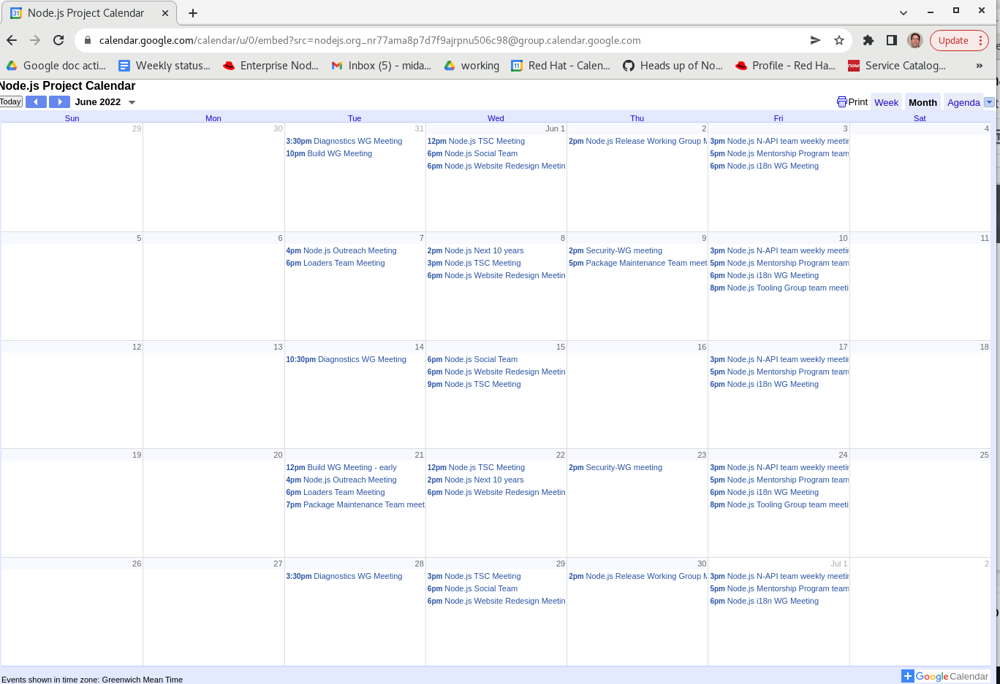 Node.js Project Calendar
calendar.google.com/calendar/u/0/embed?src=nodejs.org_nr77ama8p7d7f9ajrpnu506c98@group.calendar.google.com
Update
Google doc acti... Weekly status... Enterprise Nod... Inbox (5) - mida... working Red Hat - Calen... Heads up of No... Profile - Red Ha... now Service Catalog... »
Node.js Project Calendar
Today June 2022 Print Week Month Agenda
Sun Mon Tue Wed Thu Fri Sat
29 30 31 Jun 1 2 3 4
3:30pm Diagnostics WG Meeting 12pm Node.js TSC Meeting 2pm Node.js Release Working Group M 3pm Node.js N-API team weekly meetin
10pm Build WG Meeting 6pm Node.js Social Team 5pm Node.js Mentorship Program team
6pm Node.js Website Redesign Meetin 6pm Node.js i18n WG Meeting
5 6 7 8 9 10 11
4pm Node.js Outreach Meeting 2pm Node.js Next 10 years 2pm Security-WG meeting 3pm Node.js N-API team weekly meetin
6pm Loaders Team Meeting 3pm Node.js TSC Meeting 5pm Package Maintenance Team meet 5pm Node.js Mentorship Program team
6pm Node.js Website Redesign Meetin 6pm Node.js i18n WG Meeting
8pm Node.js Tooling Group team meeti
12 13 14 15 16 17 18
10:30pm Diagnostics WG Meeting 6pm Node.js Social Team 3pm Node.js N-API team weekly meetin
6pm Node.js Website Redesign Meetin 5pm Node.js Mentorship Program team
9pm Node.js TSC Meeting 6pm Node.js i18n WG Meeting
19 20 21 22 23 24 25
12pm Build WG Meeting - early 12pm Node.js TSC Meeting 2pm Security-WG meeting 3pm Node.js N-API team weekly meetin
4pm Node.js Outreach Meeting 2pm Node.js Next 10 years 5pm Node.js Mentorship Program team
6pm Loaders Team Meeting 6pm Node.js Website Redesign Meetin 6pm Node.js i18n WG Meeting
7pm Package Maintenance Team meet 8pm Node.js Tooling Group team meeti
26 27 28 29 30 Jul 1 2
3:30pm Diagnostics WG Meeting 3pm Node.js TSC Meeting 2pm Node.js Release Working Group M 3pm Node.js N-API team weekly meetin
6pm Node.js Social Team 5pm Node.js Mentorship Program team
6pm Node.js Website Redesign Meetin 6pm Node.js i18n WG Meeting
Events shown in time zone: Greenwich Mean Time
Google Calendar